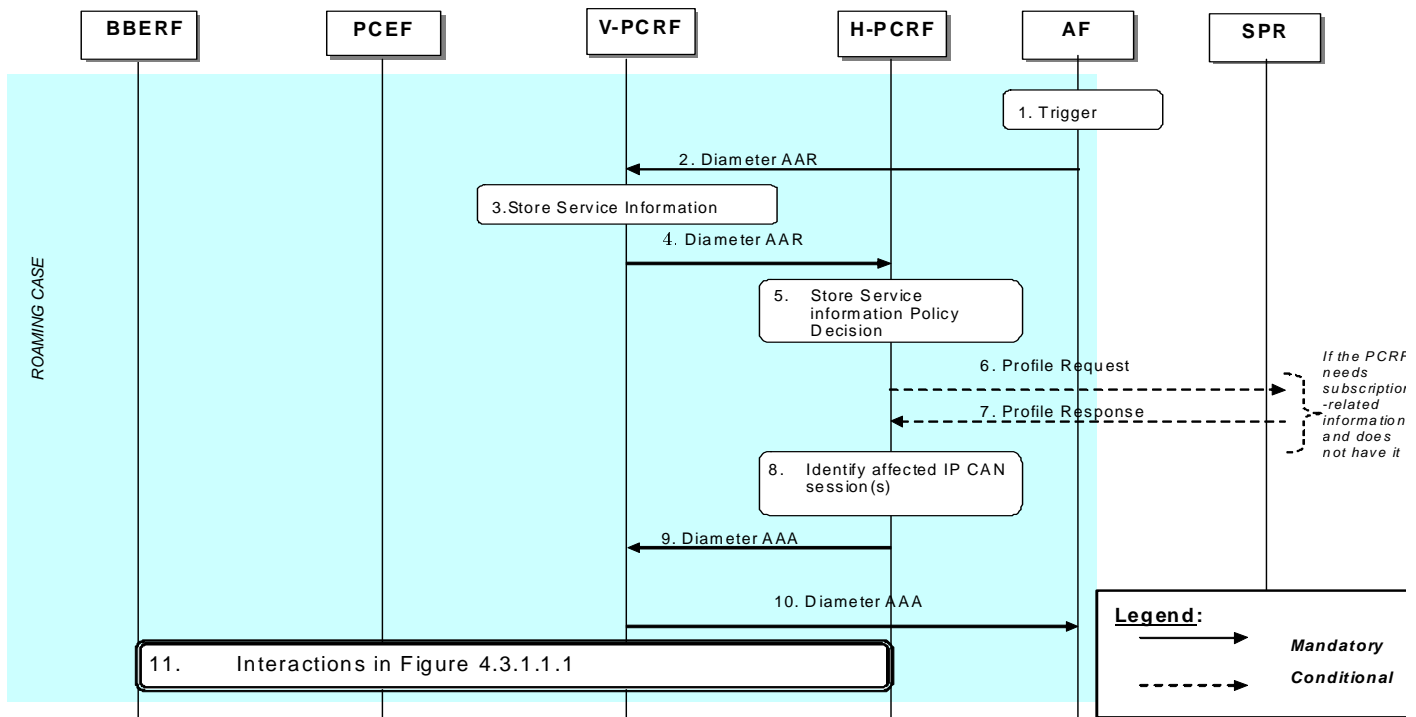 BBERF PCEF V-PCRF H-PCRF AF SPR
1. Trigger
2. Diameter AAR
3.Store Service Information
4. Diameter AAR
5. Store Service
information Policy
Decision
ROAMING CASE
6. Profile Request
7. Profile Response
If the PCRF
needs
subscription
-related
information
and does
not have it
8. Identify affected IP CAN
session(s)
9. Diameter AAA
10. Diameter AAA
11. Interactions in Figure 4.3.1.1.1
Legend:
Mandatory
Conditional